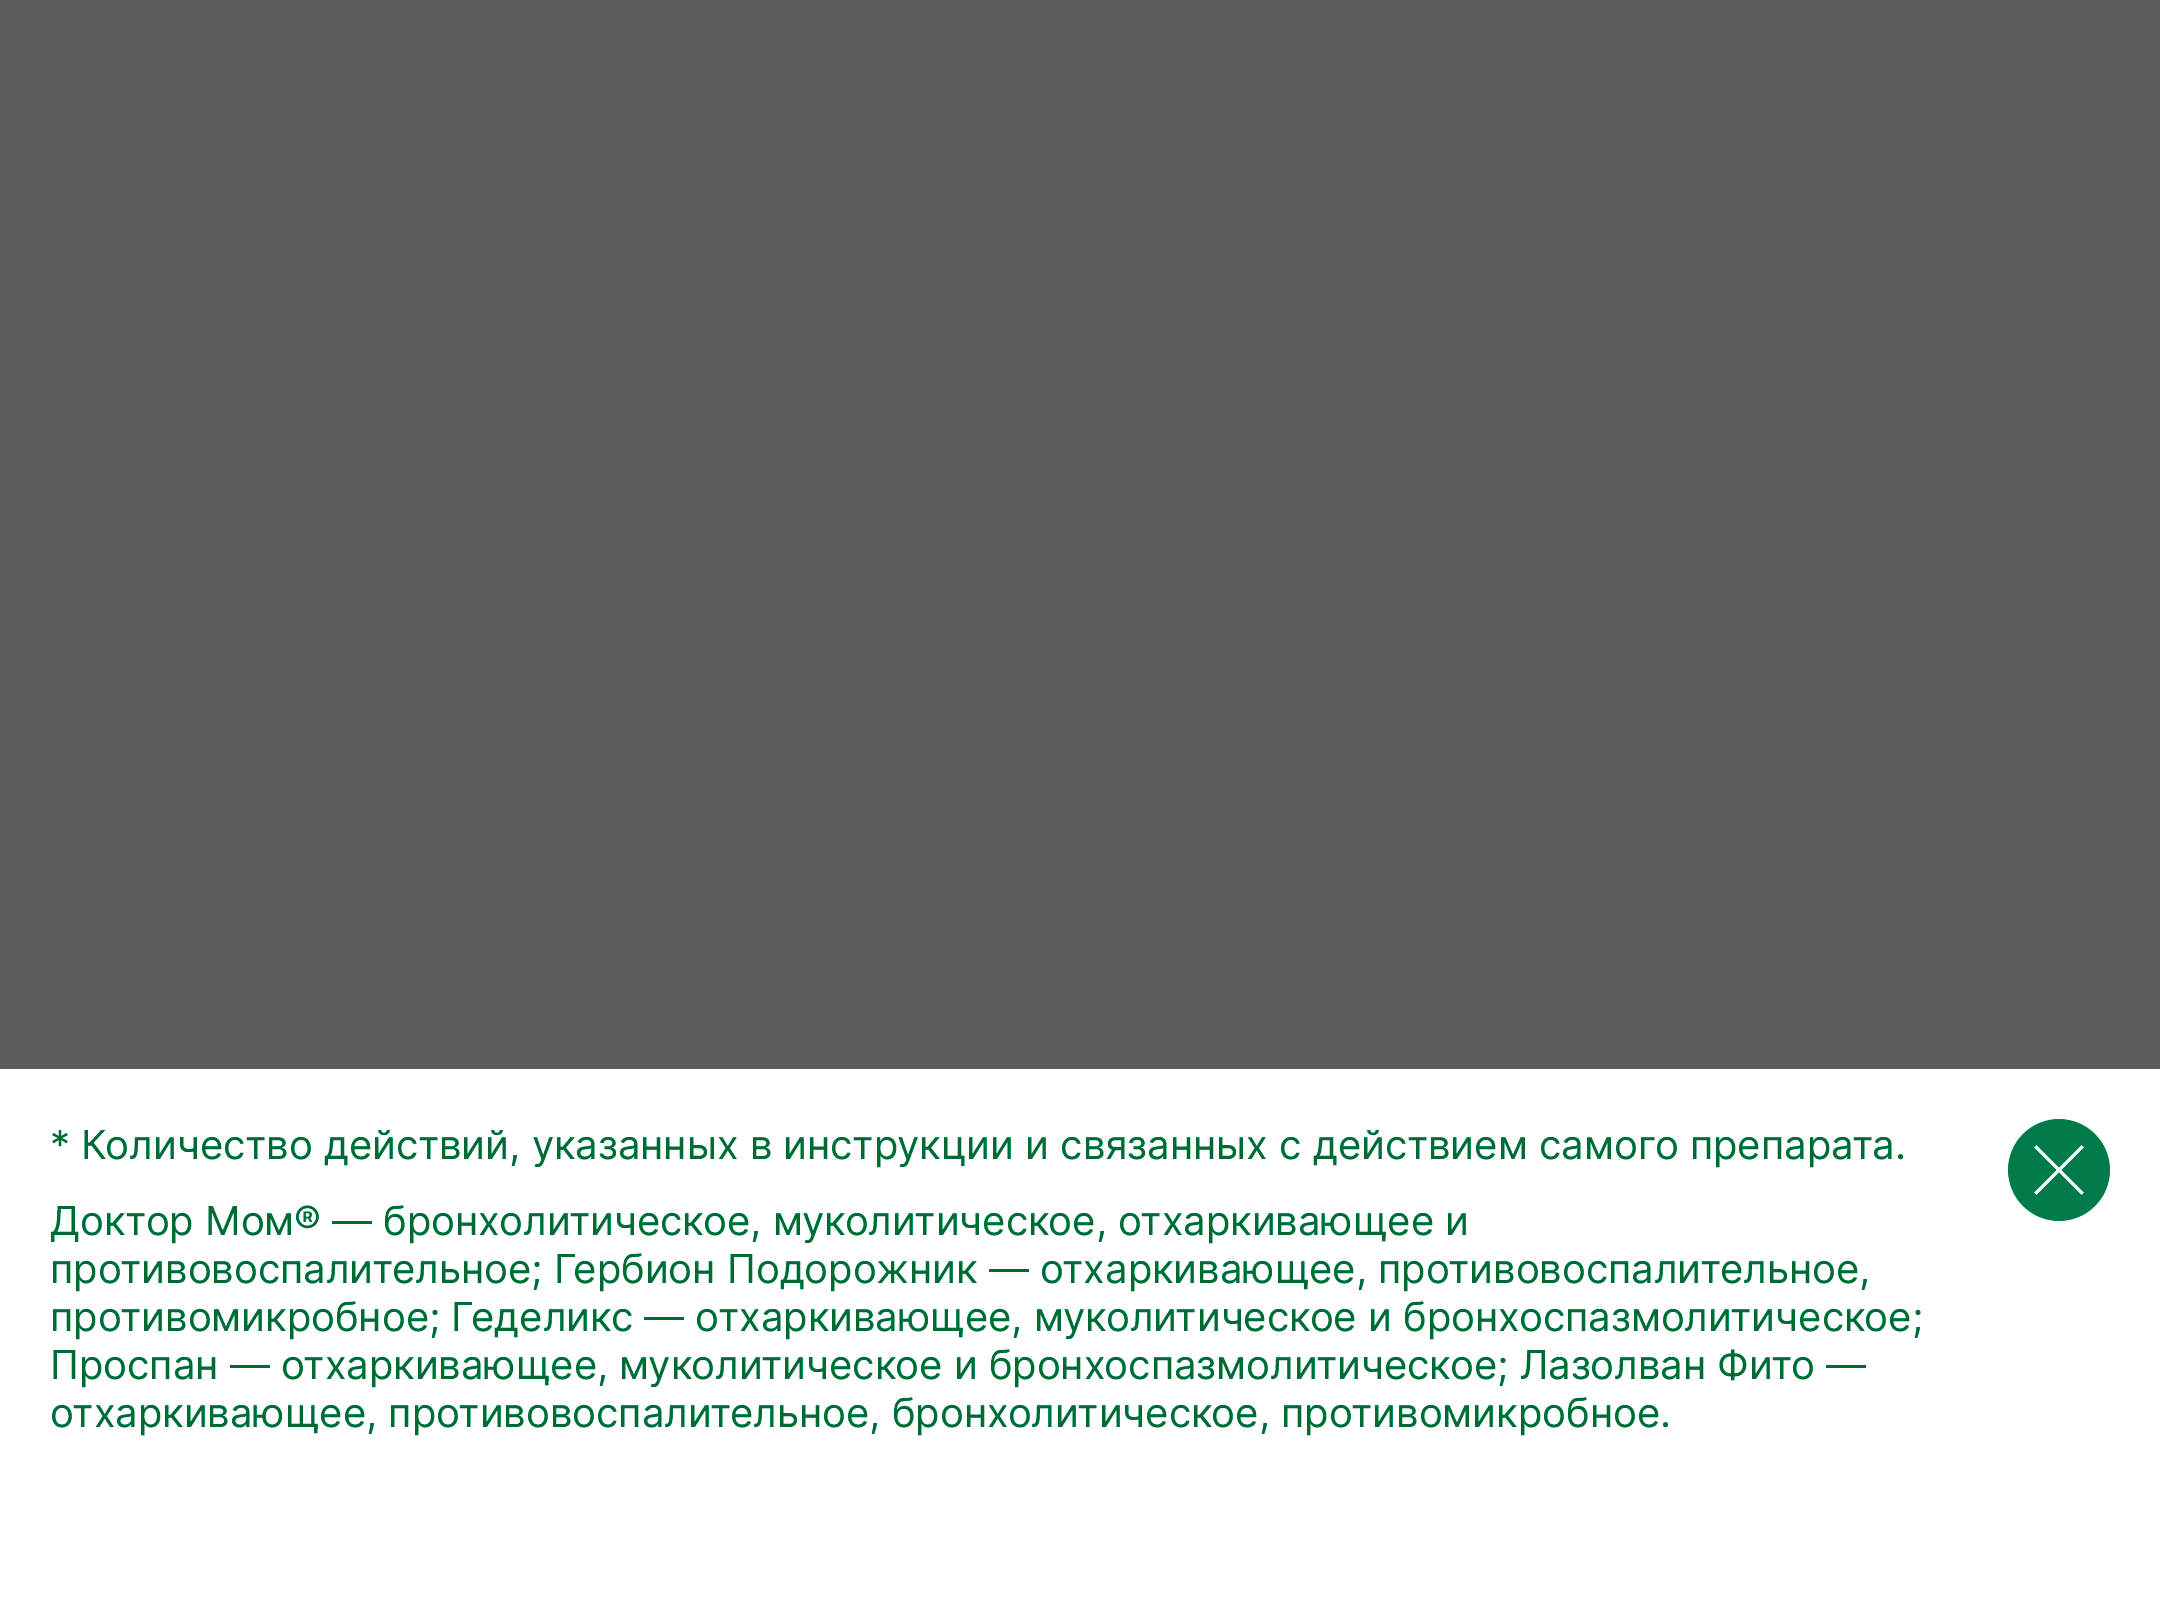 * Количество действий, указанных в инструкции и связанных с действием самого препарата.
Доктор Мом® — бронхолитическое, муколитическое, отхаркивающее и
противовоспалительное; Гербион Подорожник — отхаркивающее, противовоспалительное,
противомикробное; Геделикс — отхаркивающее, муколитическое и бронхоспазмолитическое;
Проспан — отхаркивающее, муколитическое и бронхоспазмолитическое; Лазолван Фито —
отхаркивающее, противовоспалительное, бронхолитическое, противомикробное.